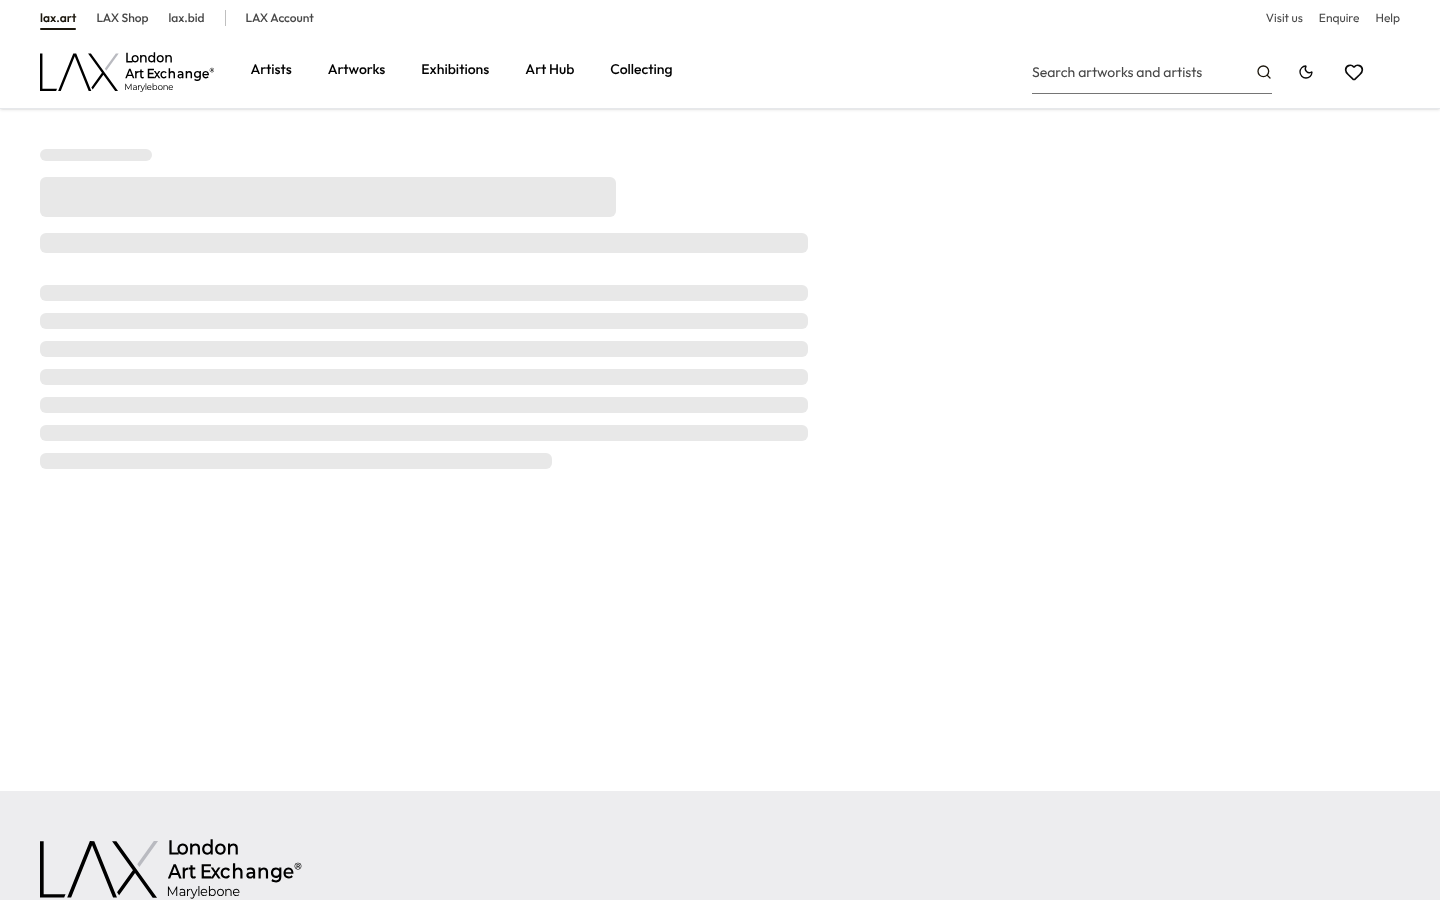 lax.art LAX Shop lax.bid LAX Account Visit us Enquire Help
LAX London
Art Exchange®
Marylebone
Artists Artworks Exhibitions Art Hub Collecting Search artworks and artists
LAX London
Art Exchange®
Marylebone